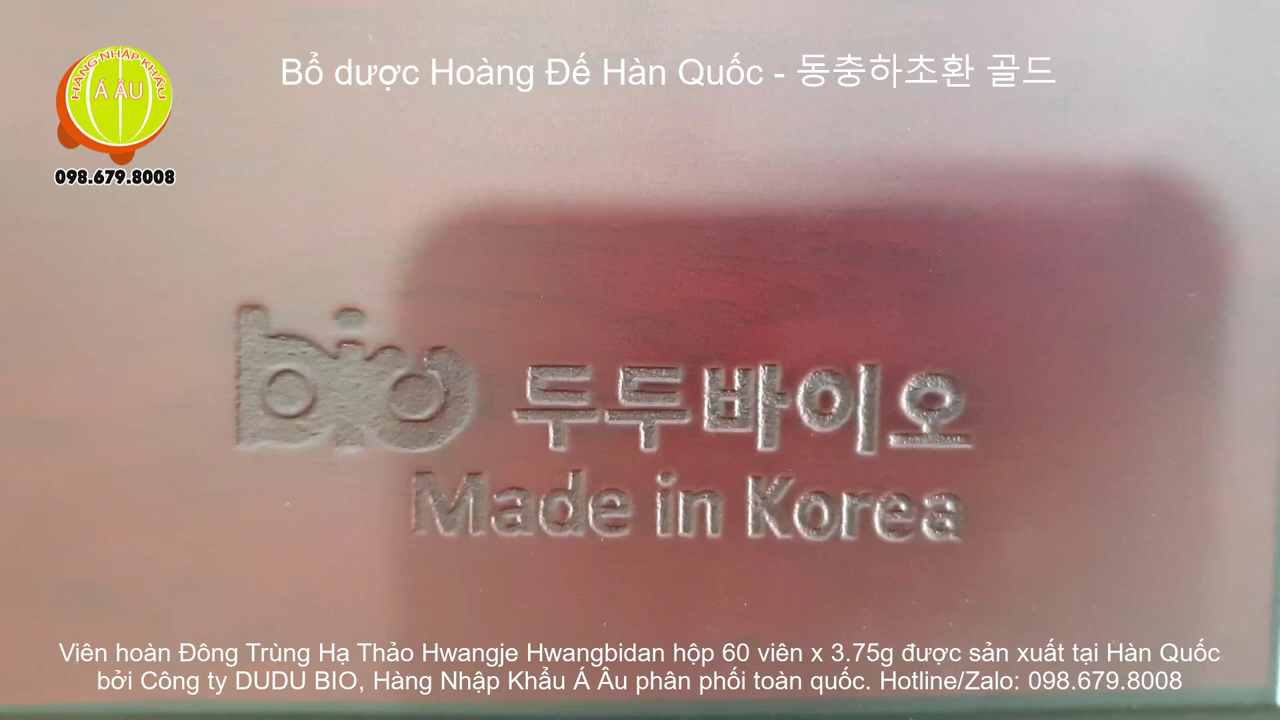 HÀNG NHẬP KHẨU
Á ÂU
098.679.8008
Bổ dược Hoàng Đế Hàn Quốc - 동충하초환 골드
bio 두두바이오
Made in Korea
Viên hoàn Đông Trùng Hạ Thảo Hwangje Hwangbidan hộp 60 viên x 3.75g được sản xuất tại Hàn Quốc
bởi Công ty DUDU BIO, Hàng Nhập Khẩu Á Âu phân phối toàn quốc. Hotline/Zalo: 098.679.8008